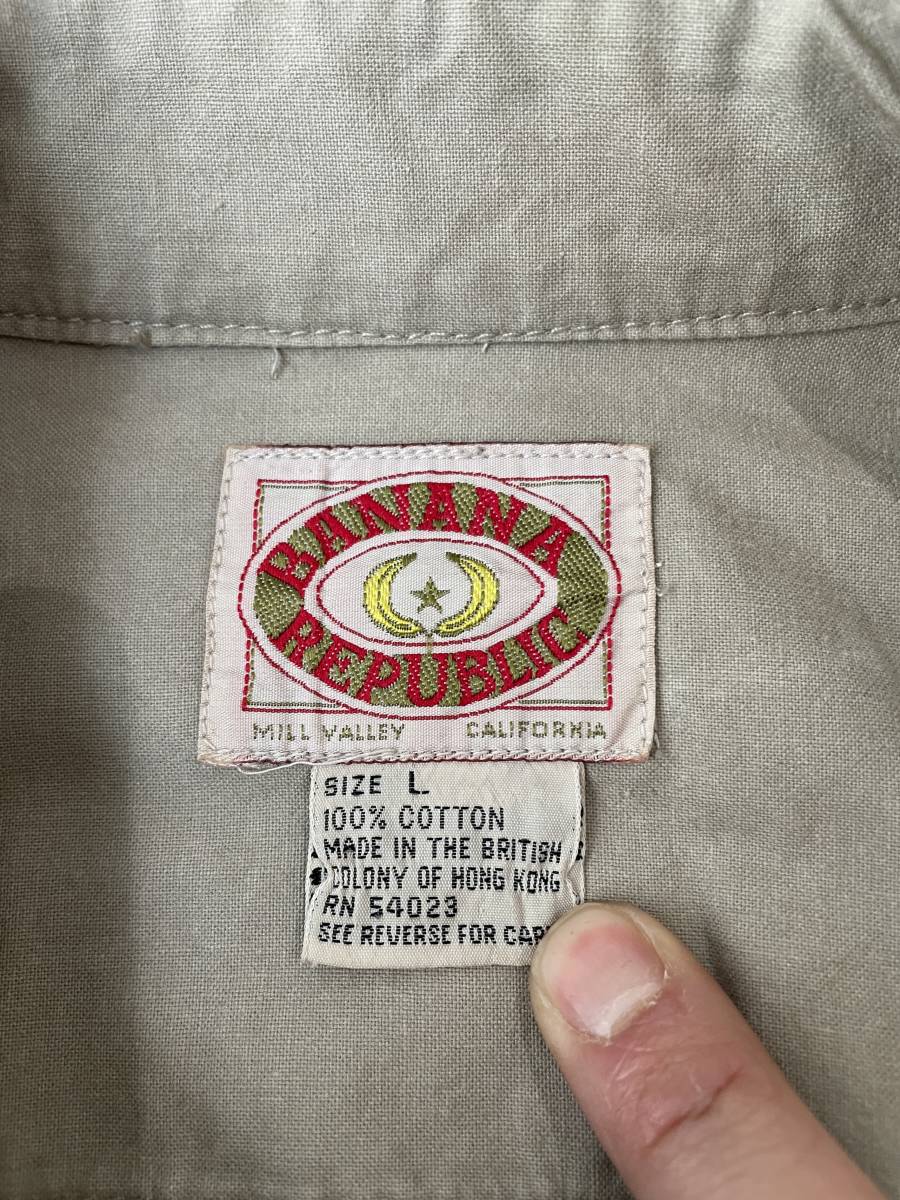 BANANA
REPUBLIC
MILL VALLEY CALIFORNIA
SIZE L
100% COTTON
MADE IN THE BRITISH
COLONY OF HONG KONG
RN 54023
SEE REVERSE FOR